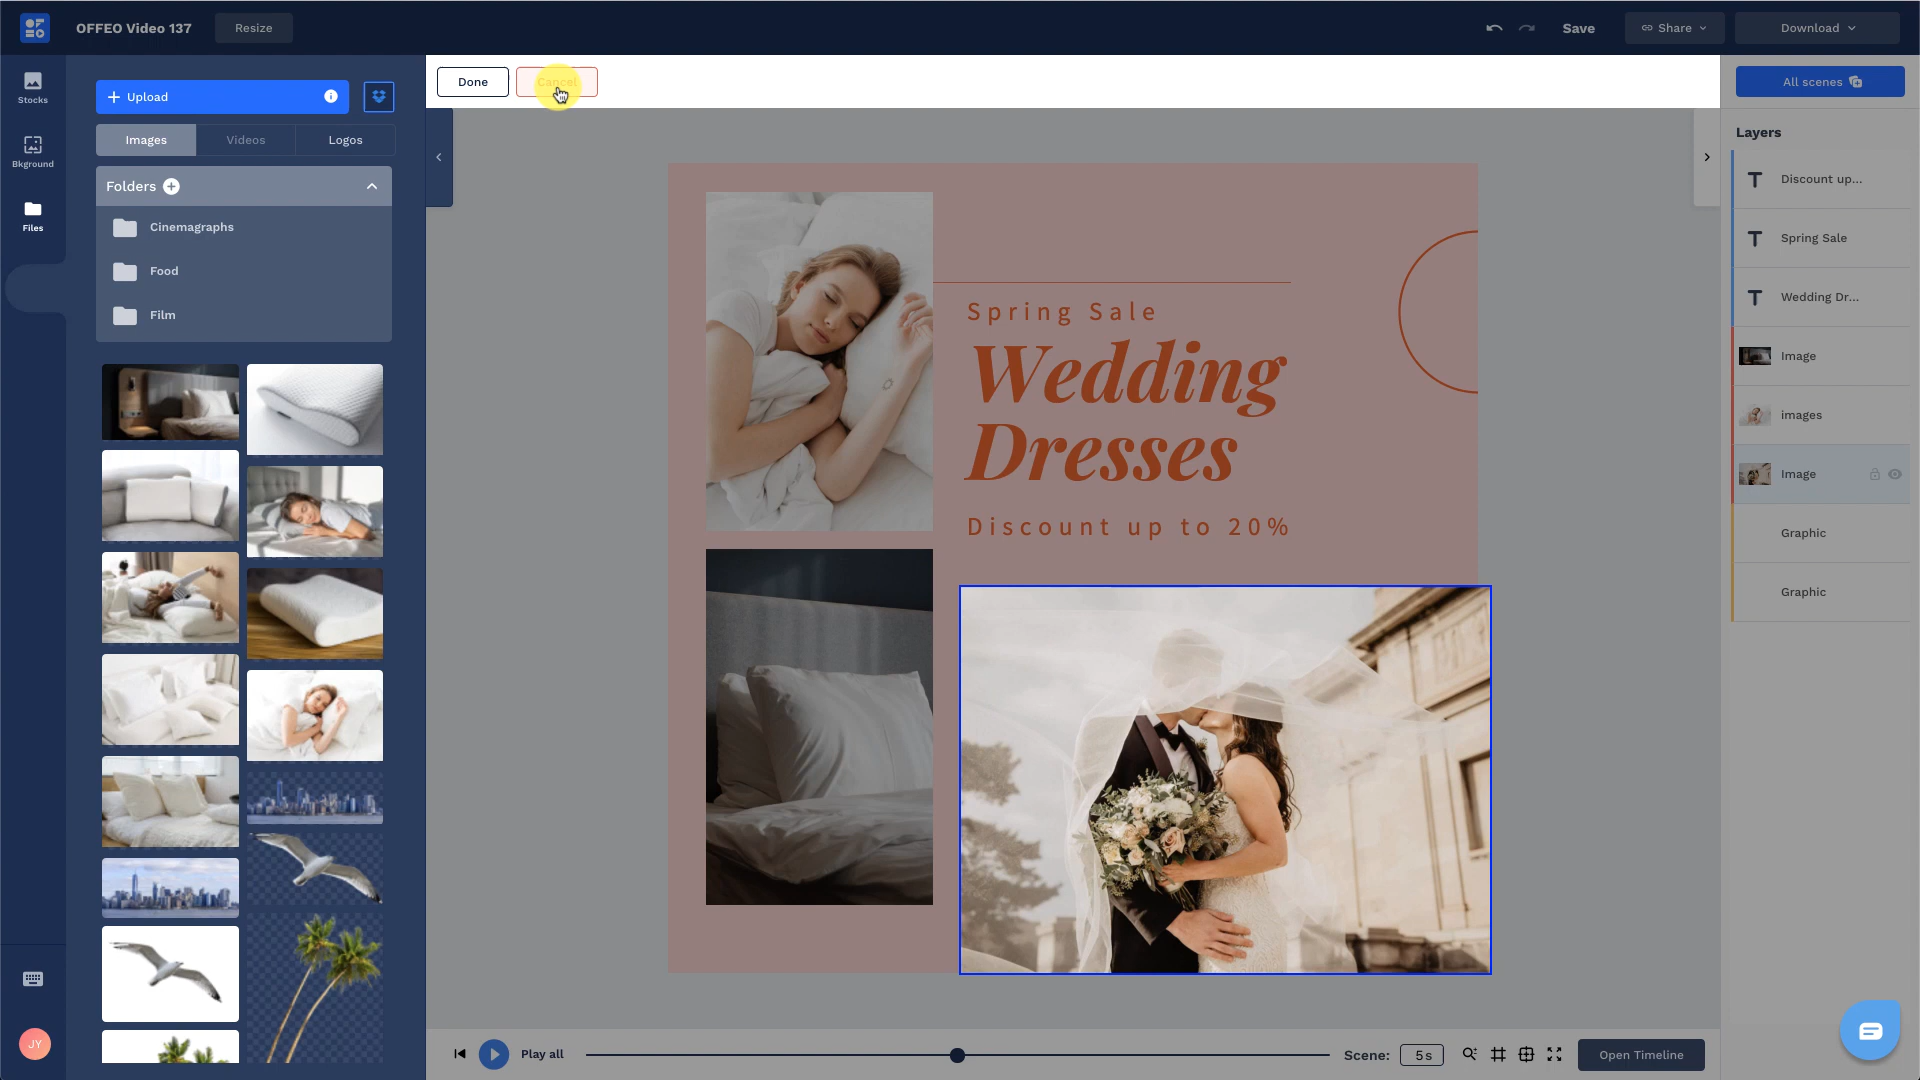 OFFEO Video 137
Resize
Save
Share
Download
Stocks
Bkground
Files
+ Upload
Images
Videos
Logos
Folders
Cinemagraphs
Food
Film
Done
Cancel
Spring Sale
Wedding
Dresses
Discount up to 20%
All scenes
Layers
Discount up...
Spring Sale
Wedding Dr...
Image
images
Image
Graphic
Graphic
JY
Play all
Scene:
5s
Open Timeline